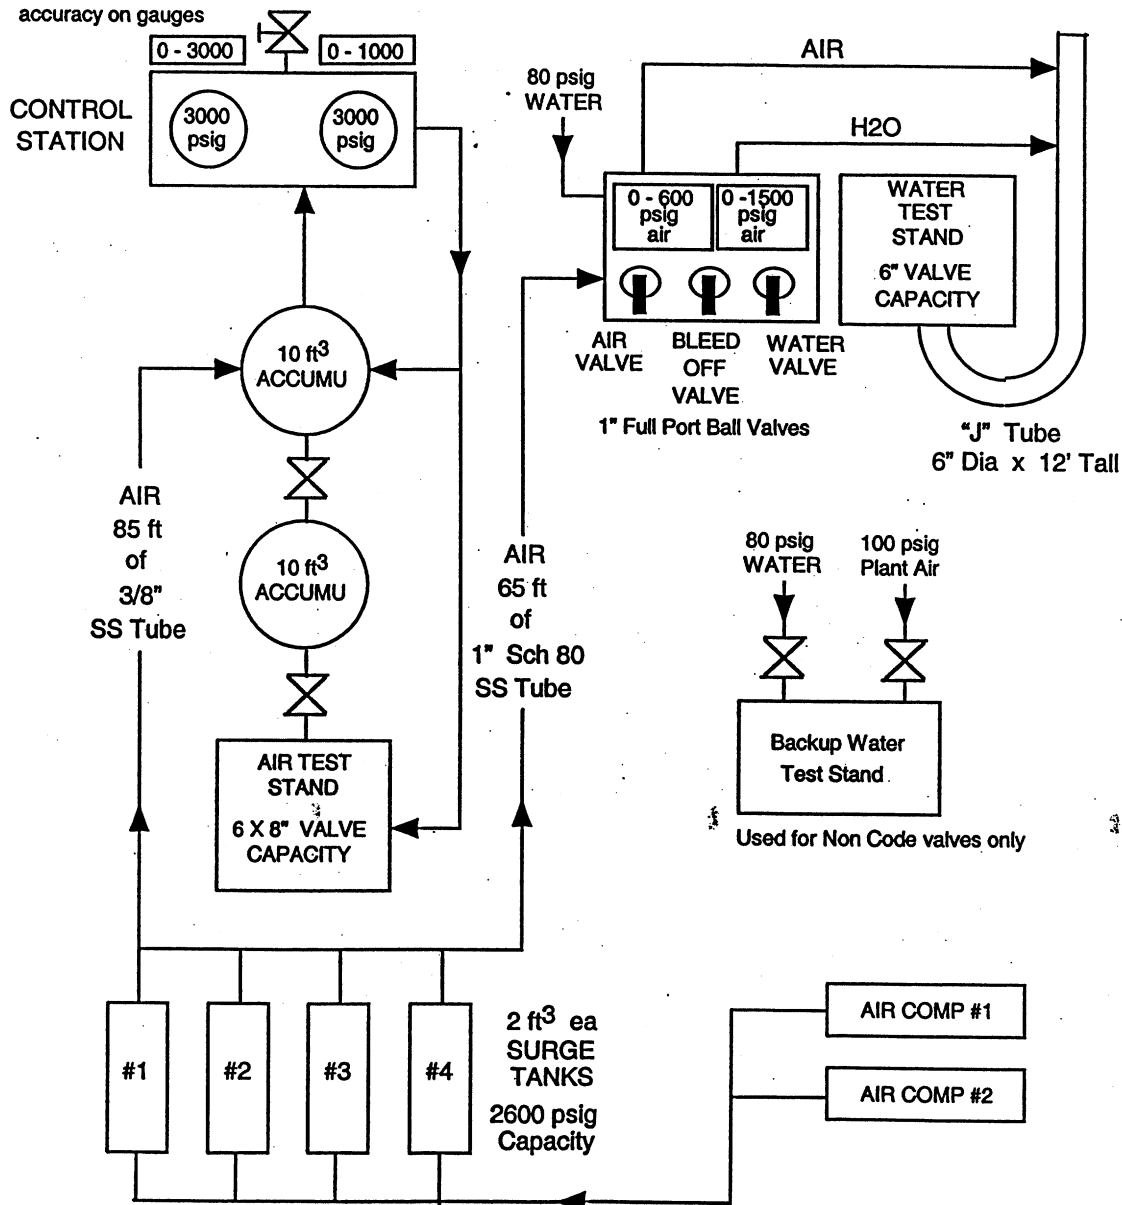 accuracy on gauges
0 - 3000
0 - 1000
CONTROL
STATION
3000
psig
3000
psig
80 psig
WATER
AIR
H2O
0 - 600
psig
air
0 -1500
psig
air
WATER
TEST
STAND
6" VALVE
CAPACITY
AIR
VALVE
BLEED
OFF
VALVE
WATER
VALVE
1" Full Port Ball Valves
"J" Tube
6" Dia x 12' Tall
10 ft³
ACCUMU
10 ft³
ACCUMU
AIR
85 ft
of
3/8"
SS Tube
AIR
65 ft
of
1" Sch 80
SS Tube
80 psig
WATER
100 psig
Plant Air
Backup Water
Test Stand
Used for Non Code valves only
AIR TEST
STAND
6 X 8" VALVE
CAPACITY
#1
#2
#3
#4
2 ft³ ea
SURGE
TANKS
2600 psig
Capacity
AIR COMP #1
AIR COMP #2